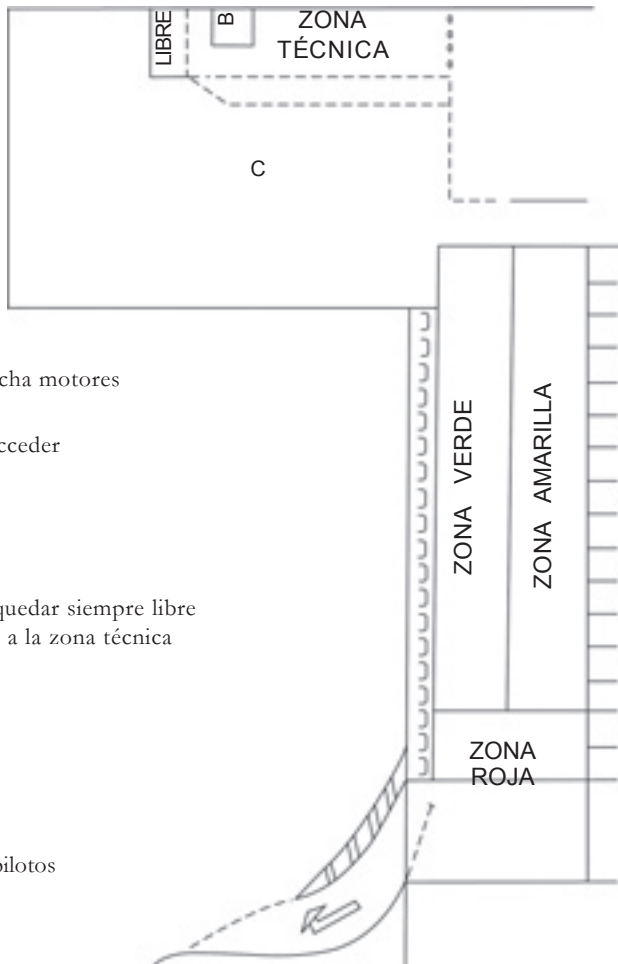 LIBRE
B
ZONA
TÉCNICA
C
cha motores
cceder
quedar siempre libre
a la zona técnica
ZONA VERDE
ZONA AMARILLA
ZONA
ROJA
pilotos